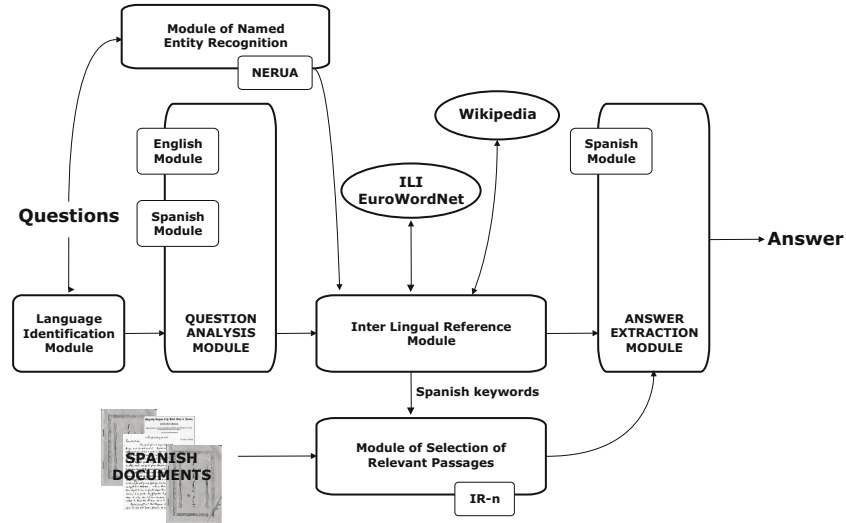 Module of Named
Entity Recognition
NERUA
Wikipedia
English
Module
Spanish
Module
ILI
EuroWordNet
Spanish
Module
Questions
Answer
Language
Identification
Module
QUESTION
ANALYSIS
MODULE
Inter Lingual Reference
Module
ANSWER
EXTRACTION
MODULE
Spanish keywords
SPANISH
DOCUMENTS
Module of Selection of
Relevant Passages
IR-n